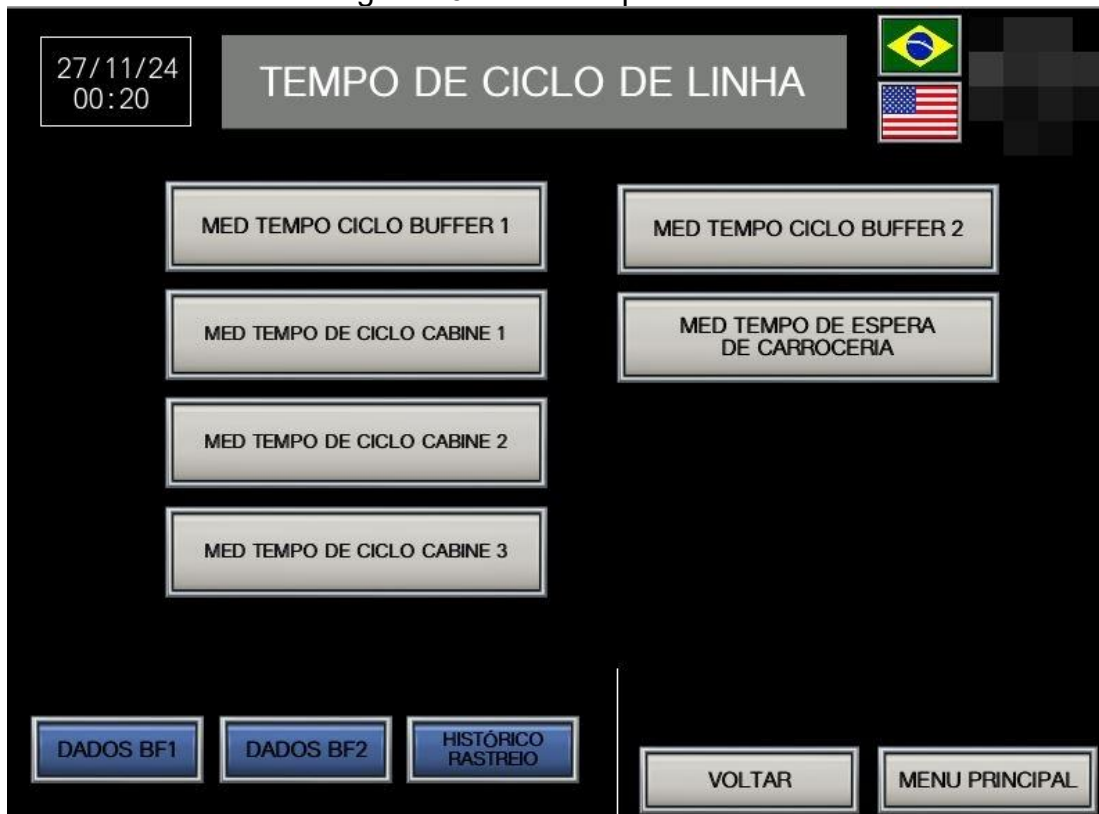 27/11/24
00:20
TEMPO DE CICLO DE LINHA
MED TEMPO CICLO BUFFER 1
MED TEMPO CICLO BUFFER 2
MED TEMPO DE CICLO CABINE 1
MED TEMPO DE ESPERA
DE CARROCERIA
MED TEMPO DE CICLO CABINE 2
MED TEMPO DE CICLO CABINE 3
DADOS BF1
DADOS BF2
HISTÓRICO
RASTREIO
VOLTAR
MENU PRINCIPAL